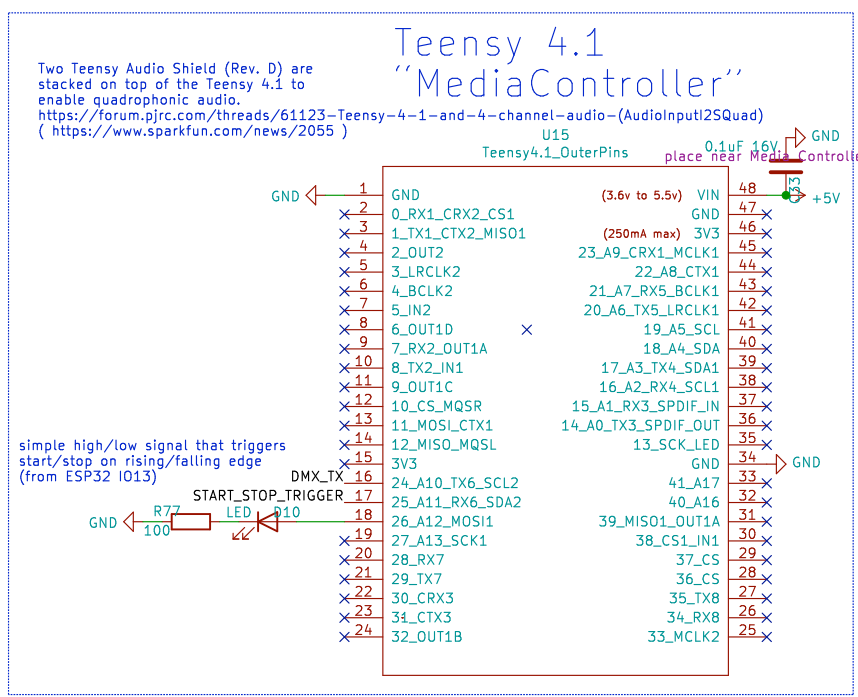 Teensy 4.1
“MediaController”
Two Teensy Audio Shield (Rev. D) are
stacked on top of the Teensy 4.1 to
enable quadrophonic audio.
https://forum.pjrc.com/threads/61123-Teensy-4-1-and-4-channel-audio-(AudioInputI2SQuad)
( https://www.sparkfun.com/news/2055 )
U15
Teensy4.1_OuterPins
0.1uF 16V
GND
place near Media Controlle
C33
+5V
GND 1 GND (3.6v to 5.5v) VIN 48
2 0_RX1_CRX2_CS1 GND 47
3 1_TX1_CTX2_MISO1 (250mA max) 3V3 46
4 2_OUT2 23_A9_CRX1_MCLK1 45
5 3_LRCLK2 22_A8_CTX1 44
6 4_BCLK2 21_A7_RX5_BCLK1 43
7 5_IN2 20_A6_TX5_LRCLK1 42
8 6_OUT1D 19_A5_SCL 41
9 7_RX2_OUT1A 18_A4_SDA 40
10 8_TX2_IN1 17_A3_TX4_SDA1 39
11 9_OUT1C 16_A2_RX4_SCL1 38
12 10_CS_MQSR 15_A1_RX3_SPDIF_IN 37
13 11_MOSI_CTX1 14_A0_TX3_SPDIF_OUT 36
14 12_MISO_MQSL 13_SCK_LED 35
15 3V3 GND 34 GND
simple high/low signal that triggers
start/stop on rising/falling edge
(from ESP32 IO13)
DMX_TX 16 24_A10_TX6_SCL2 41_A17 33
START_STOP_TRIGGER 17 25_A11_RX6_SDA2 40_A16 32
R77 LED D10
GND 100 18 26_A12_MOSI1 39_MISO1_OUT1A 31
19 27_A13_SCK1 38_CS1_IN1 30
20 28_RX7 37_CS 29
21 29_TX7 36_CS 28
22 30_CRX3 35_TX8 27
23 31_CTX3 34_RX8 26
24 32_OUT1B 33_MCLK2 25